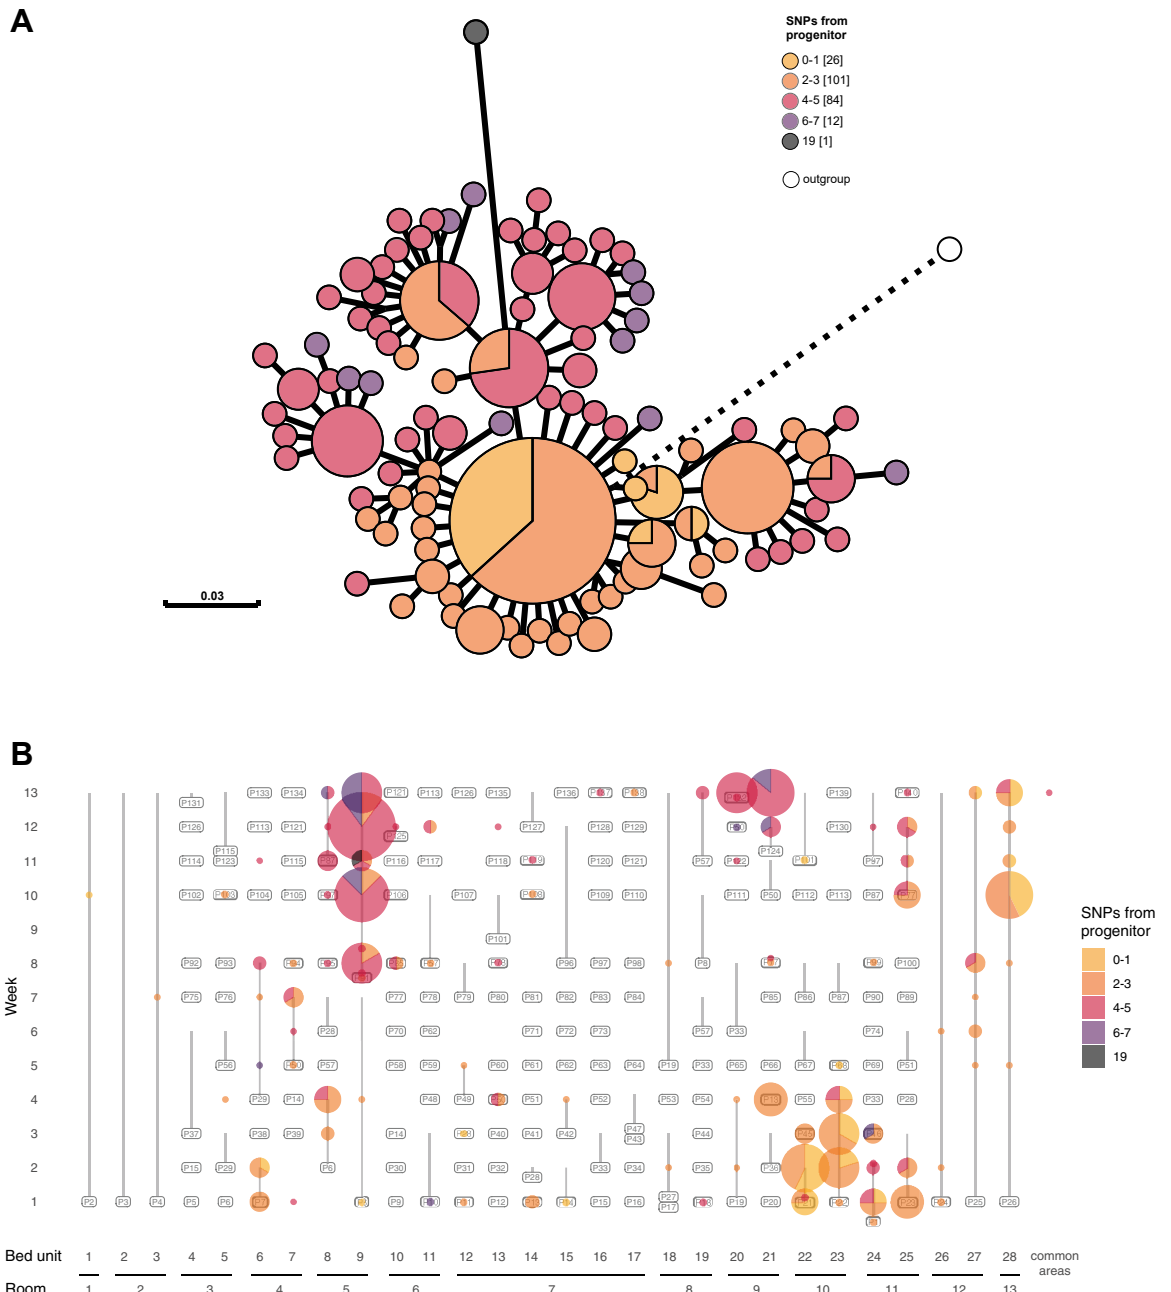 A
SNPs from
progenitor
0-1 [26]
2-3 [101]
4-5 [84]
6-7 [12]
19 [1]
outgroup
0.03
B
13 P131 P133 P134 P121 P113 P126 P135 P136 P139
12 P126 P115 P113 P121 P125 P127 P128 P129 P124 P130
11 P114 P123 P115 P116 P117 P118 P120 P121 P57 P122 P97
10 P102 P104 P105 P106 P107 P109 P110 P111 P50 P112 P113 P87
9 P101
8 P92 P93 P96 P97 P98 P8 P100
Week
7 P75 P76 P77 P78 P79 P80 P81 P82 P83 P84 P85 P86 P87 P90 P89
6 P28 P70 P62 P71 P72 P73 P57 P33 P74
5 P56 P57 P58 P59 P60 P61 P62 P63 P64 P19 P33 P65 P66 P67 P69 P51
4 P29 P14 P48 P49 P51 P52 P53 P54 P55 P33 P28
3 P37 P38 P39 P14 P40 P41 P42 P47 P43 P44
2 P15 P29 P6 P30 P31 P32 P28 P33 P34 P35 P36
1 P2 P3 P4 P5 P6 P9 P12 P15 P16 P27 P17 P19 P20 P25 P26
SNPs from
progenitor
0-1
2-3
4-5
6-7
19
Bed unit 1 2 3 4 5 6 7 8 9 10 11 12 13 14 15 16 17 18 19 20 21 22 23 24 25 26 27 28 common
areas
Room 1 2 3 4 5 6 7 8 9 10 11 12 13